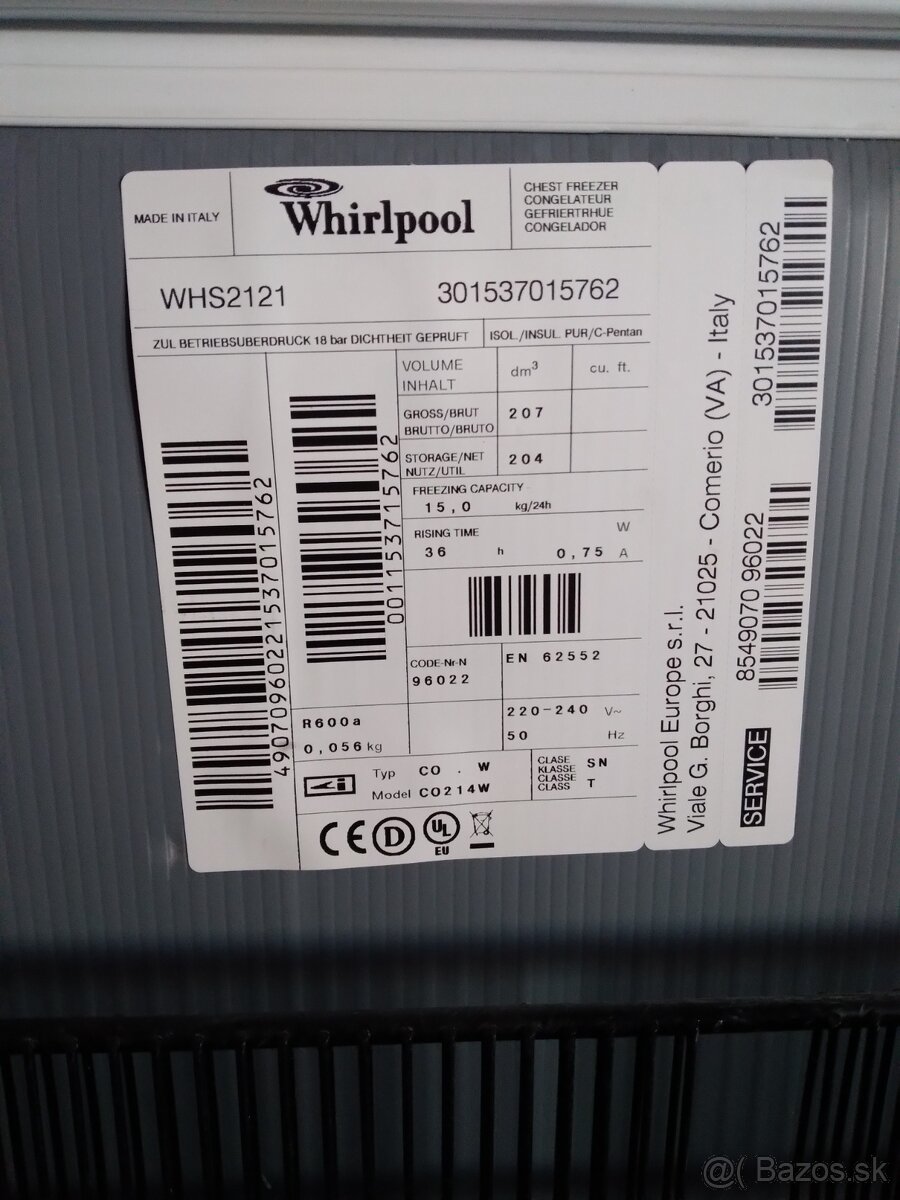 MADE IN ITALY
Whirlpool
CHEST FREEZER
CONGELATEUR
GEFRIERTRHUE
CONGELADOR
WHS2121
301537015762
ZUL BETRIEBSUBERDRUCK 18 bar DICHTHEIT GEPRUFT
ISOL./INSUL. PUR/C-Pentan
VOLUME
INHALT
dm³
cu. ft.
GROSS/BRUT
BRUTTO/BRUTO
207
STORAGE/NET
NUTZ/UTIL
204
FREEZING CAPACITY
15,0 kg/24h
RISING TIME
W
36 h
0,75 A
49070960221537015762
001153715762
CODE-Nr-N
96022
EN 62552
R600a
0,056 kg
220-240 V~
50 Hz
Typ CO . W
Model CO214W
CLASE
KLASSE
CLASSE
CLASS
SN
T
CE D UL
EU
Whirlpool Europe s.r.l.
Viale G. Borghi, 27 - 21025 - Comerio (VA) - Italy
301537015762
8549070 96022
SERVICE
@( Bazos.sk